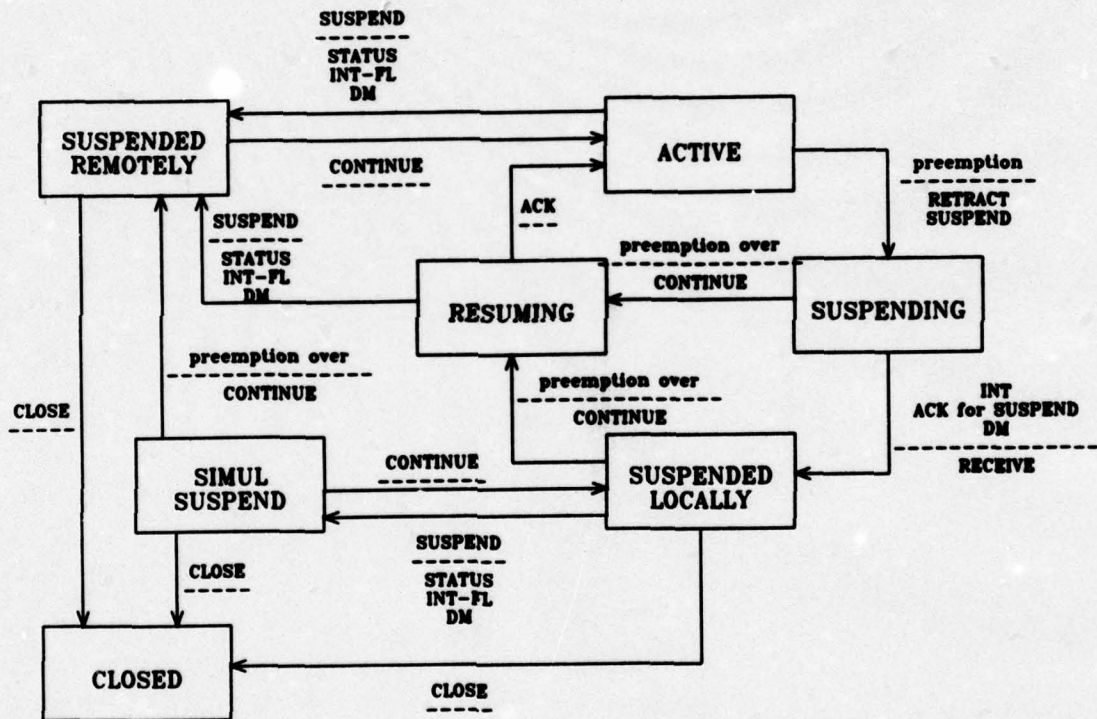 SUSPEND
STATUS
INT-FL
DM
SUSPENDED
REMOTELY
CONTINUE
ACTIVE
preemption
RETRACT
SUSPEND
ACK
SUSPEND
STATUS
INT-FL
DM
preemption over
CONTINUE
RESUMING
SUSPENDING
preemption over
CONTINUE
preemption over
CONTINUE
INT
ACK for SUSPEND
DM
RECEIVE
CLOSE
SIMUL
SUSPEND
CONTINUE
SUSPENDED
LOCALLY
SUSPEND
STATUS
INT-FL
DM
CLOSE
CLOSED
CLOSE